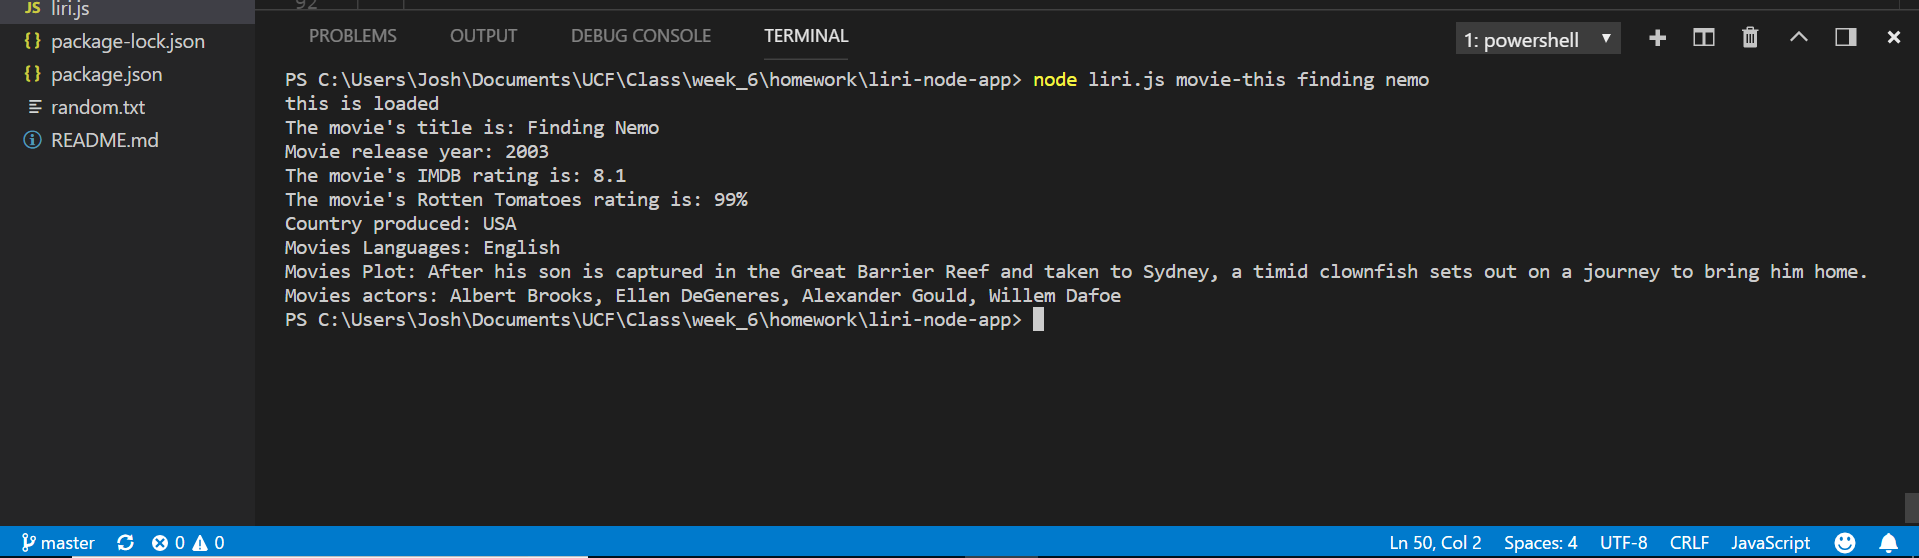 liri.js
package-lock.json
package.json
random.txt
README.md
92
PROBLEMS OUTPUT DEBUG CONSOLE TERMINAL 1: powershell
PS C:\Users\Josh\Documents\UCF\Class\week_6\homework\liri-node-app> node liri.js movie-this finding nemo
this is loaded
The movie's title is: Finding Nemo
Movie release year: 2003
The movie's IMDB rating is: 8.1
The movie's Rotten Tomatoes rating is: 99%
Country produced: USA
Movies Languages: English
Movies Plot: After his son is captured in the Great Barrier Reef and taken to Sydney, a timid clownfish sets out on a journey to bring him home.
Movies actors: Albert Brooks, Ellen DeGeneres, Alexander Gould, Willem Dafoe
PS C:\Users\Josh\Documents\UCF\Class\week_6\homework\liri-node-app>
master 0 0 Ln 50, Col 2 Spaces: 4 UTF-8 CRLF JavaScript